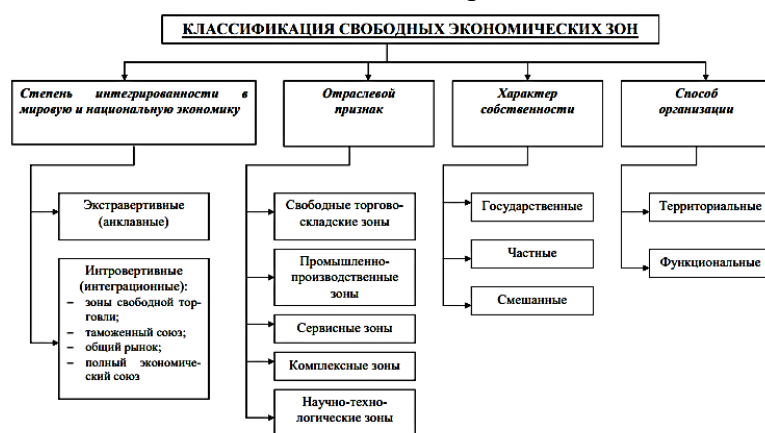 КЛАССИФИКАЦИЯ СВОБОДНЫХ ЭКОНОМИЧЕСКИХ ЗОН
Степень интегрированности в
мировую и национальную экономику
Отраслевой
признак
Характер
собственности
Способ
организации
Экстравертивные
(анклавные)
Интровертивные
(интеграционные):
– зоны свободной тор-
говли;
– таможенный союз;
– общий рынок;
– полный экономиче-
ский союз
Свободные торгово-
складские зоны
Промышленно-
производственные
зоны
Сервисные зоны
Комплексные зоны
Научно-техно-
логические зоны
Государственные
Частные
Смешанные
Территориальные
Функциональные